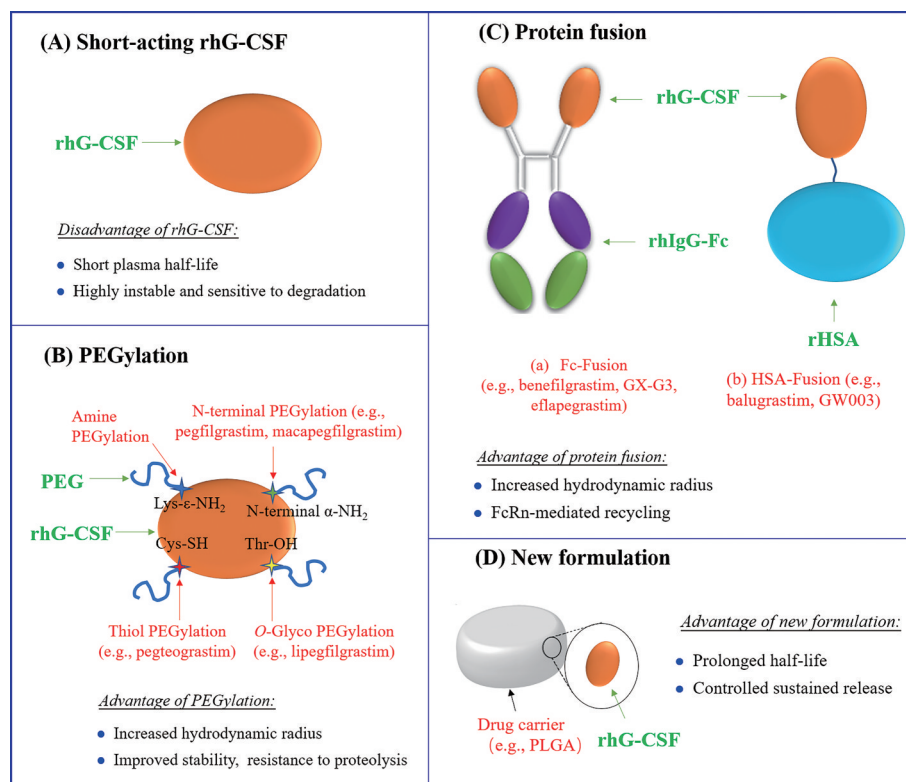 (A) Short-acting rhG-CSF
rhG-CSF
Disadvantage of rhG-CSF:
● Short plasma half-life
● Highly instable and sensitive to degradation
(B) PEGylation
Amine
PEGylation
N-terminal PEGylation (e.g.,
pegfilgrastim, macapegfilgrastim)
PEG
Lys-ε-NH₂
N-terminal α-NH₂
rhG-CSF
Cys-SH
Thr-OH
Thiol PEGylation
(e.g., pegteograstim)
O-Glyco PEGylation
(e.g., lipegfilgrastim)
Advantage of PEGylation:
● Increased hydrodynamic radius
● Improved stability, resistance to proteolysis
(C) Protein fusion
rhG-CSF
rhIgG-Fc
rHSA
(a) Fc-Fusion
(e.g., benefilgrastim, GX-G3,
eflapegrastim)
(b) HSA-Fusion (e.g.,
balugrastim, GW003)
Advantage of protein fusion:
● Increased hydrodynamic radius
● FcRn-mediated recycling
(D) New formulation
Advantage of new formulation:
● Prolonged half-life
● Controlled sustained release
Drug carrier
(e.g., PLGA)
rhG-CSF